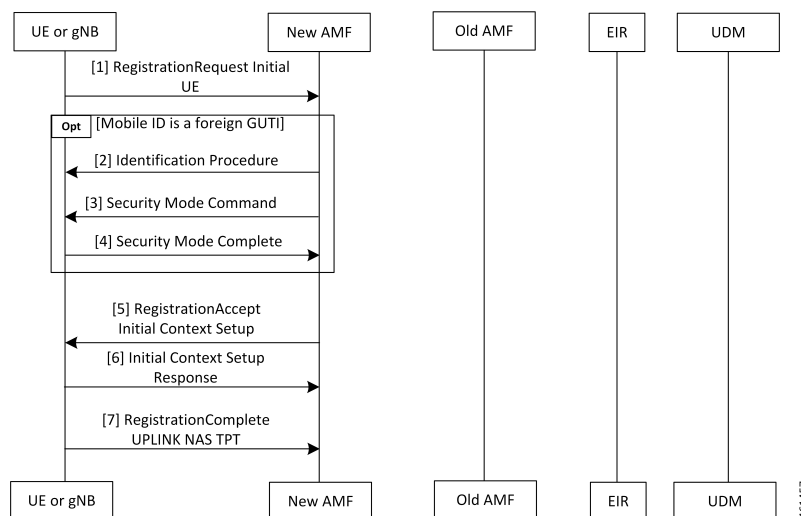 UE or gNB
New AMF
Old AMF
EIR
UDM
[1] RegistrationRequest Initial
UE
Opt
[Mobile ID is a foreign GUTI]
[2] Identification Procedure
[3] Security Mode Command
[4] Security Mode Complete
[5] RegistrationAccept
Initial Context Setup
[6] Initial Context Setup
Response
[7] RegistrationComplete
UPLINK NAS TPT
UE or gNB
New AMF
Old AMF
EIR
UDM